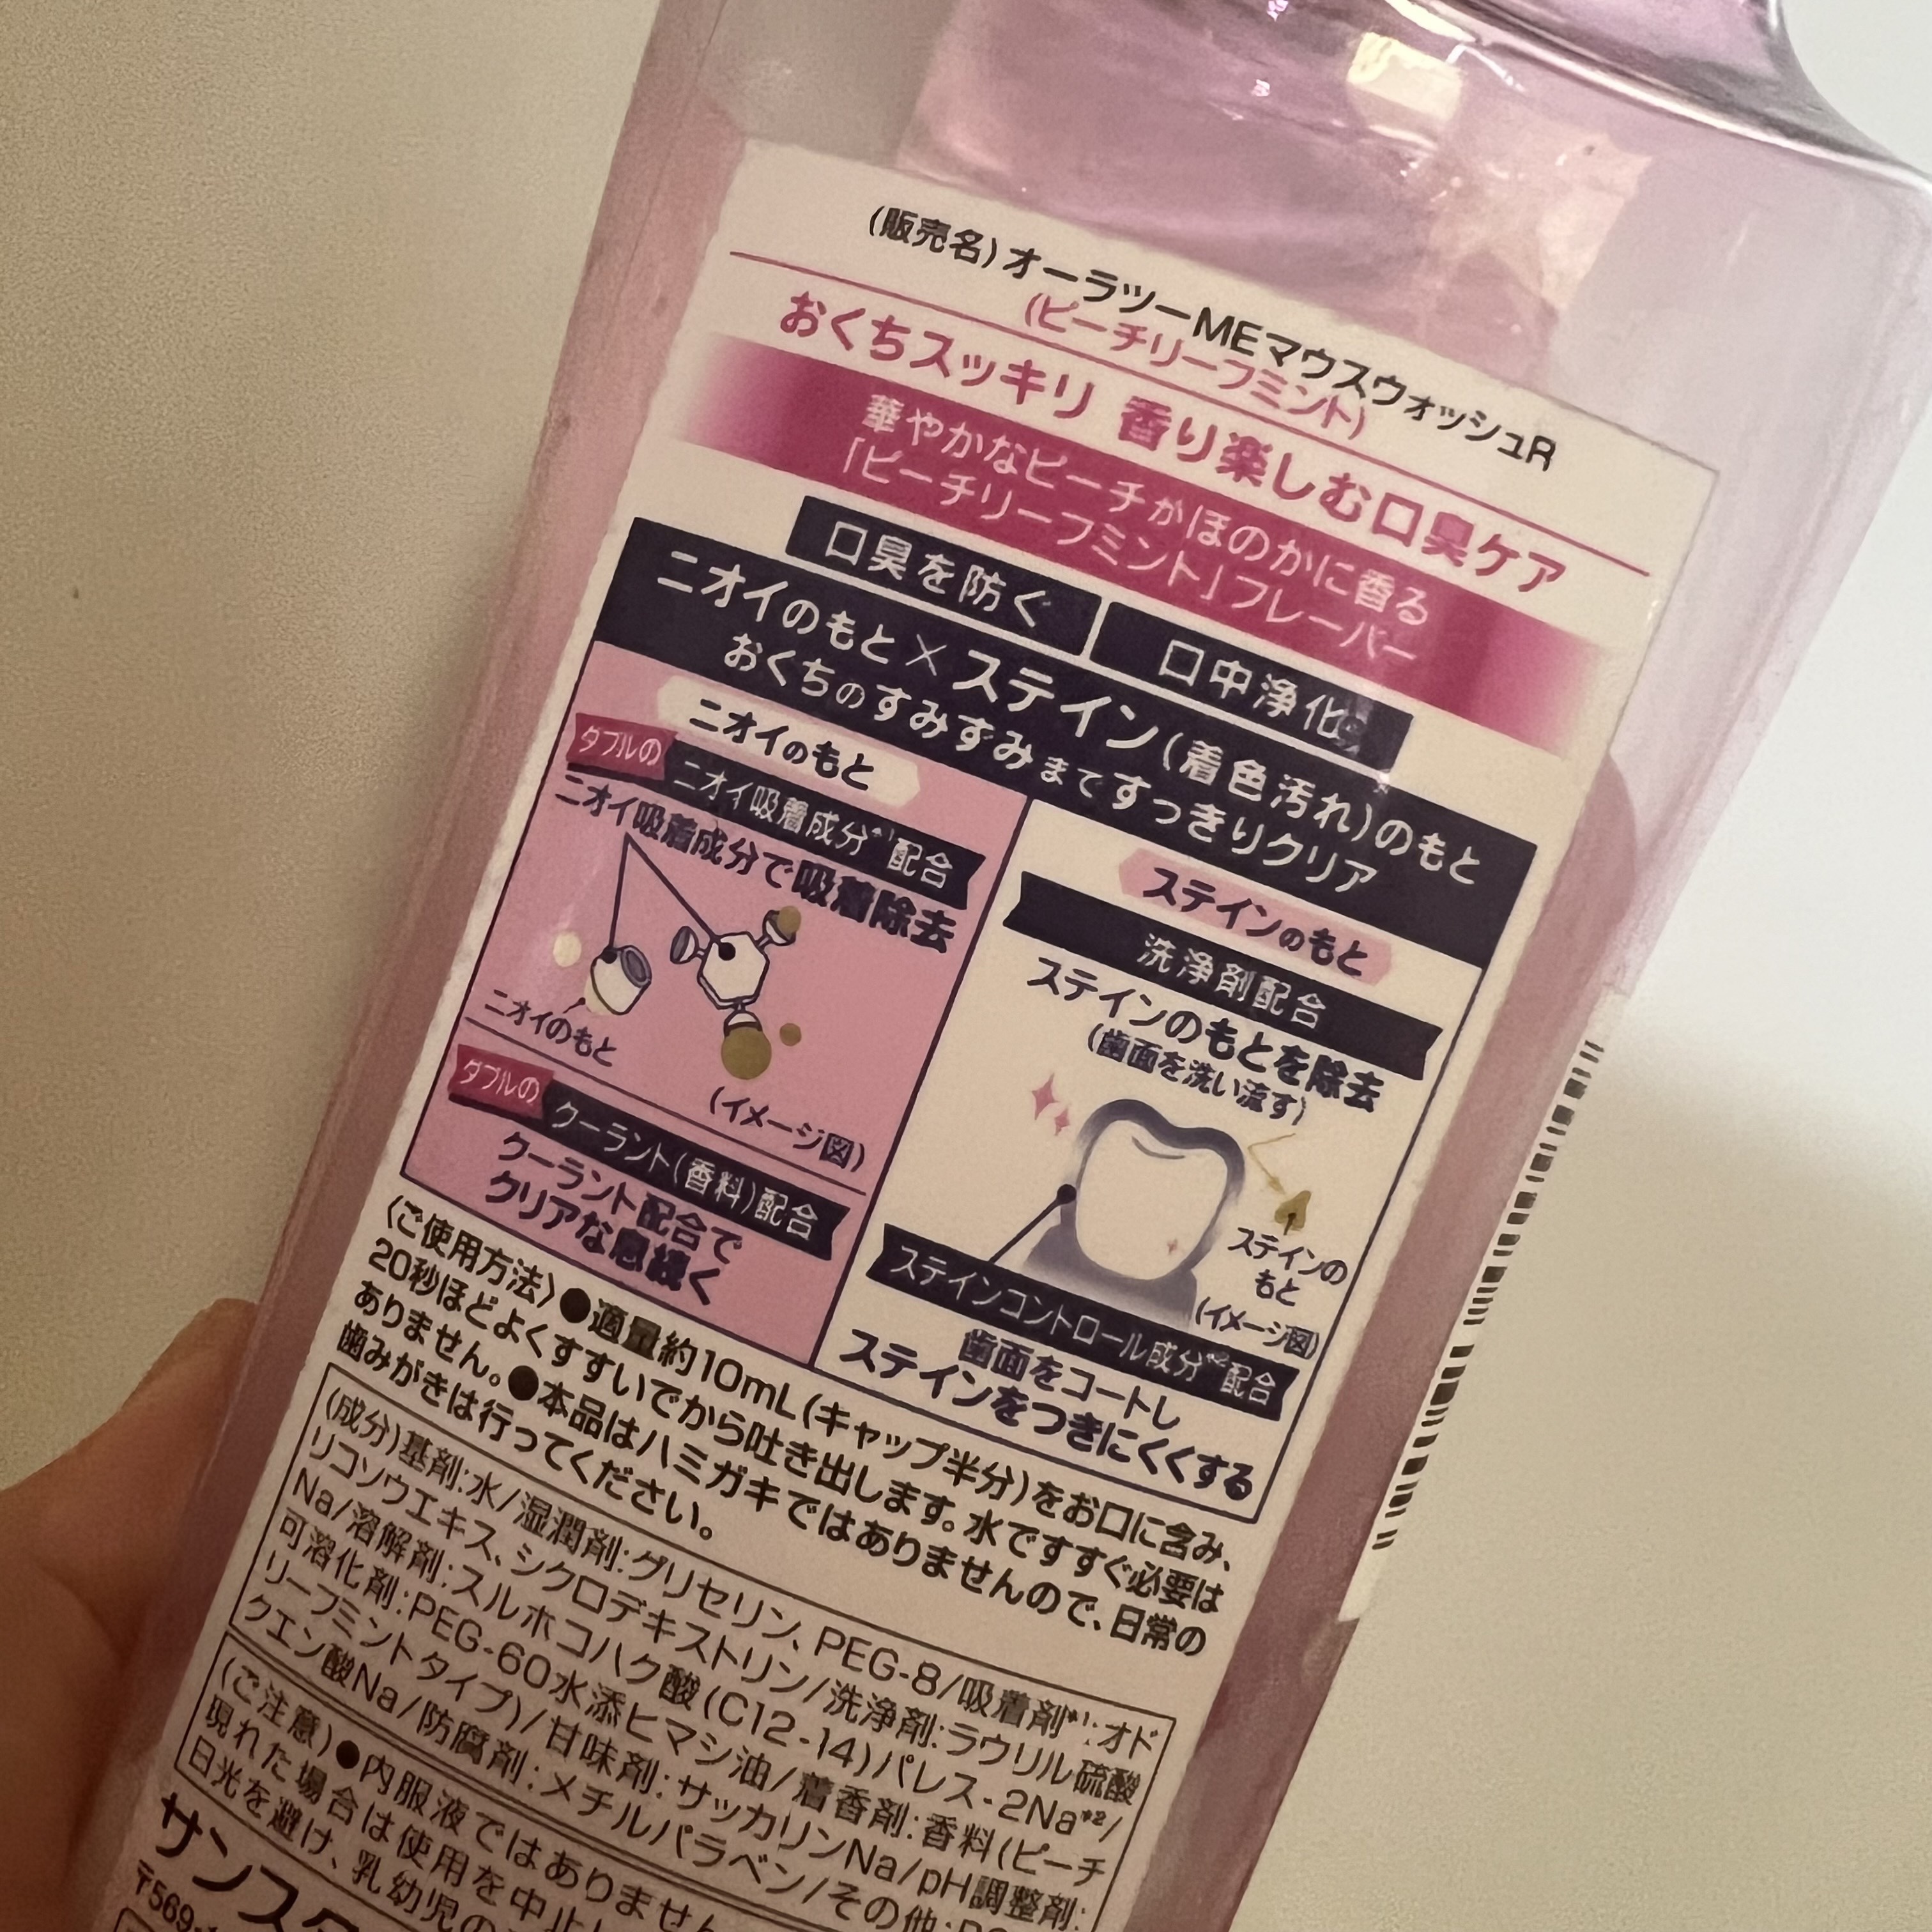 (販売名)オーラツーMEマウスウォッシュR
(ピーチリーフミント)
おくちスッキリ 香り楽しむ口臭ケア
華やかなピーチがほのかに香る
「ピーチリーフミント」フレーバー
口臭を防ぐ
口中浄化
ニオイのもと×ステイン(着色汚れ)のもと
おくちのすみずみまですっきりクリア
ニオイのもと
ダブルの
ニオイ吸着成分*1配合
ニオイ吸着成分で吸着除去
ニオイのもと
(イメージ図)
ダブルの
クーラント(香料)配合
クーラント配合で
クリアな息続く
ステインのもと
洗浄剤配合
ステインのもとを除去
(歯面を洗い流す)
ステインの
もと
(イメージ図)
ステインコントロール成分*2配合
歯面をコートし
ステインをつきにくくする
〈ご使用方法〉●適量約10mL(キャップ半分)をお口に含み、
20秒ほどよくすすいでから吐き出します。水ですすぐ必要は
ありません。●本品はハミガキではありませんので、日常の
歯みがきは行ってください。
(成分)基剤:水/湿潤剤:グリセリン、PEG-8/吸着剤*1:オド
リコソウエキス、シクロデキストリン/洗浄剤:ラウリル硫酸
Na/溶解剤:スルホコハク酸(C12-14)パレス-2Na*2/
可溶化剤:PEG-60水添ヒマシ油/着香剤:香料(ピーチ
リーフミントタイプ)/甘味剤:サッカリンNa/pH調整剤:
クエン酸Na/防腐剤:メチルパラベン/その他:
(ご注意)●内服液ではありません
現れた場合は使用を中止し
日光を避け、乳幼児の
サンスタ
〒569-